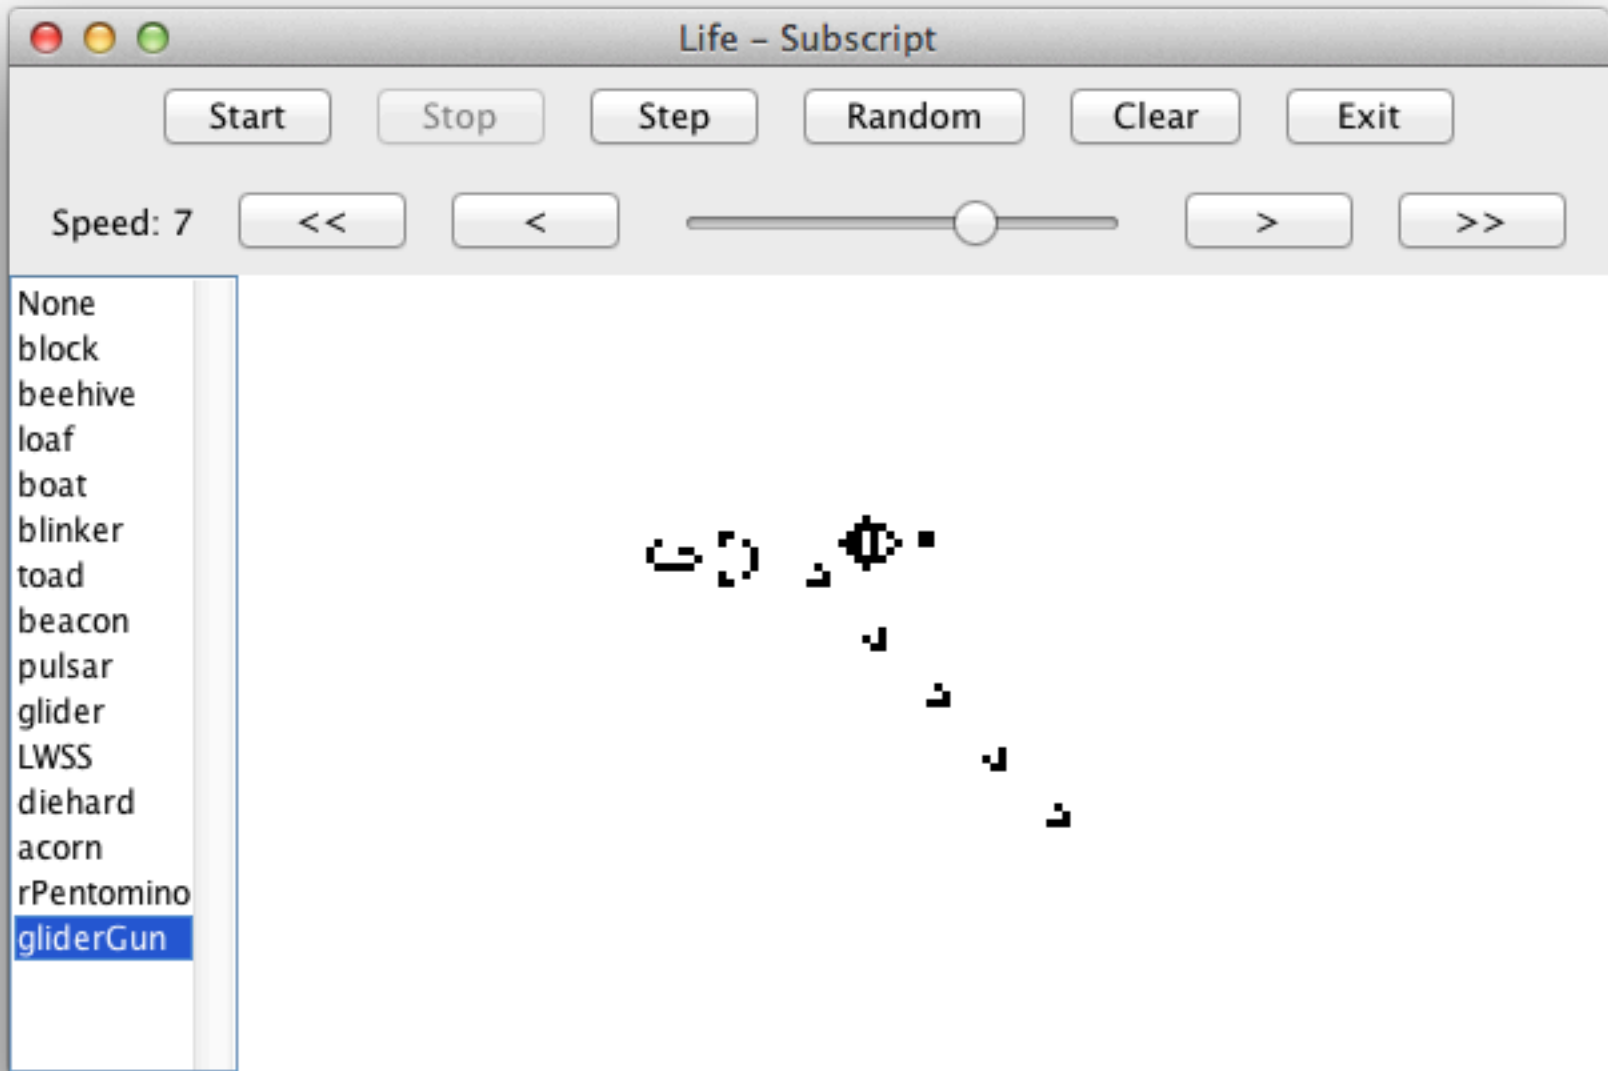 Life – Subscript
Start Stop Step Random Clear Exit
Speed: 7 << < > >>
None
block
beehive
loaf
boat
blinker
toad
beacon
pulsar
glider
LWSS
diehard
acorn
rPentomino
gliderGun